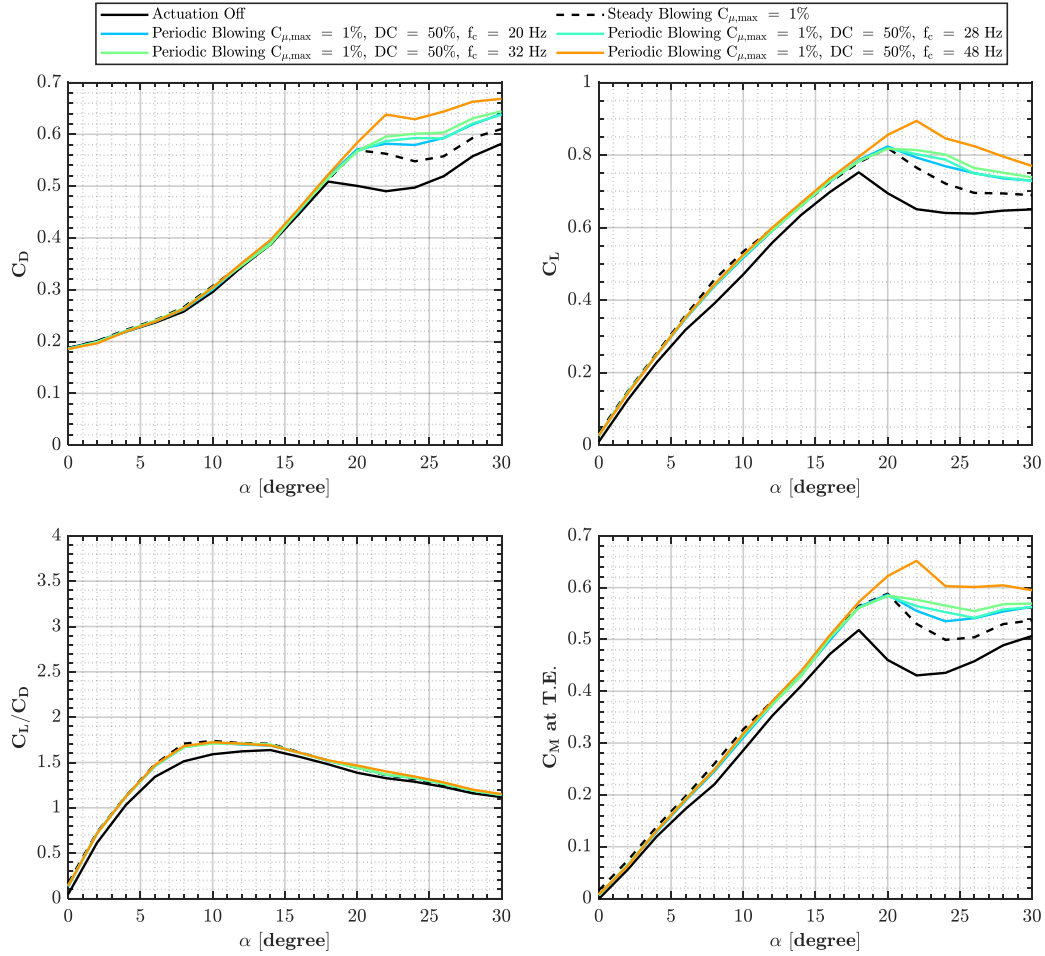 Actuation Off
Steady Blowing C_μ,max = 1%
Periodic Blowing C_μ,max = 1%, DC = 50%, f_c = 20 Hz
Periodic Blowing C_μ,max = 1%, DC = 50%, f_c = 28 Hz
Periodic Blowing C_μ,max = 1%, DC = 50%, f_c = 32 Hz
Periodic Blowing C_μ,max = 1%, DC = 50%, f_c = 48 Hz
C_D
0.7
0.6
0.5
0.4
0.3
0.2
0.1
0
0 5 10 15 20 25 30
α [degree]
C_L
1
0.8
0.6
0.4
0.2
0
0 5 10 15 20 25 30
α [degree]
C_L/C_D
4
3.5
3
2.5
2
1.5
1
0.5
0
0 5 10 15 20 25 30
α [degree]
C_M at T.E.
0.7
0.6
0.5
0.4
0.3
0.2
0.1
0
0 5 10 15 20 25 30
α [degree]